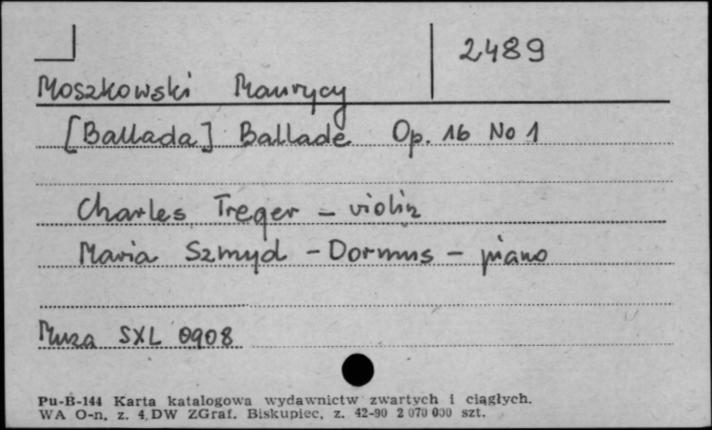 2489
Moszkowski Maurycy
[Ballada] Ballade Op. 16 No 1
Charles Treger – violin
Maria Szmyd – Dormus – piano
Muza SXL 0908
Pu-B-144 Karta katalogowa wydawnictw zwartych i ciągłych.
WA O-n. z. 4. DW ZGraf. Biskupiec, z. 42-90 2 070 000 szt.